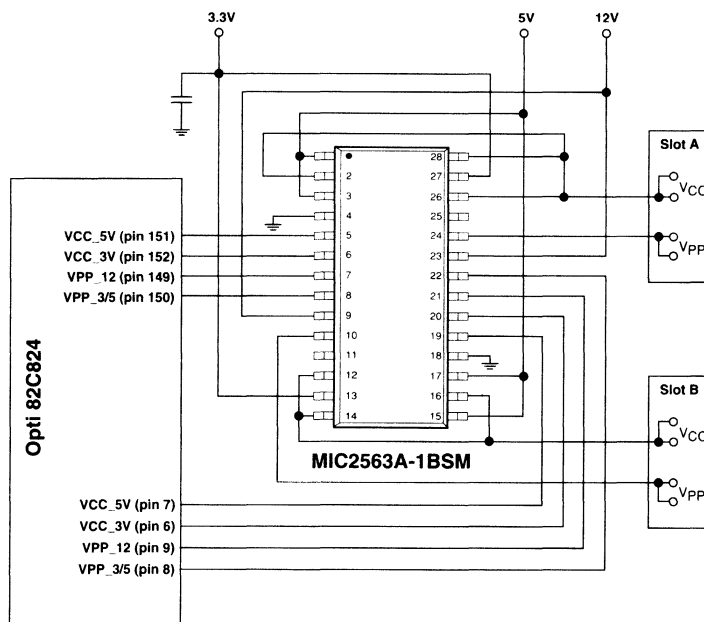 3.3V
5V
12V
Slot A
VCC
VPP
28
2
27
3
26
4
25
5
24
6
23
7
22
8
21
9
20
10
19
11
18
12
17
13
16
14
15
VCC_5V (pin 151)
VCC_3V (pin 152)
VPP_12 (pin 149)
VPP_3/5 (pin 150)
Opti 82C824
MIC2563A-1BSM
Slot B
VCC
VPP
VCC_5V (pin 7)
VCC_3V (pin 6)
VPP_12 (pin 9)
VPP_3/5 (pin 8)